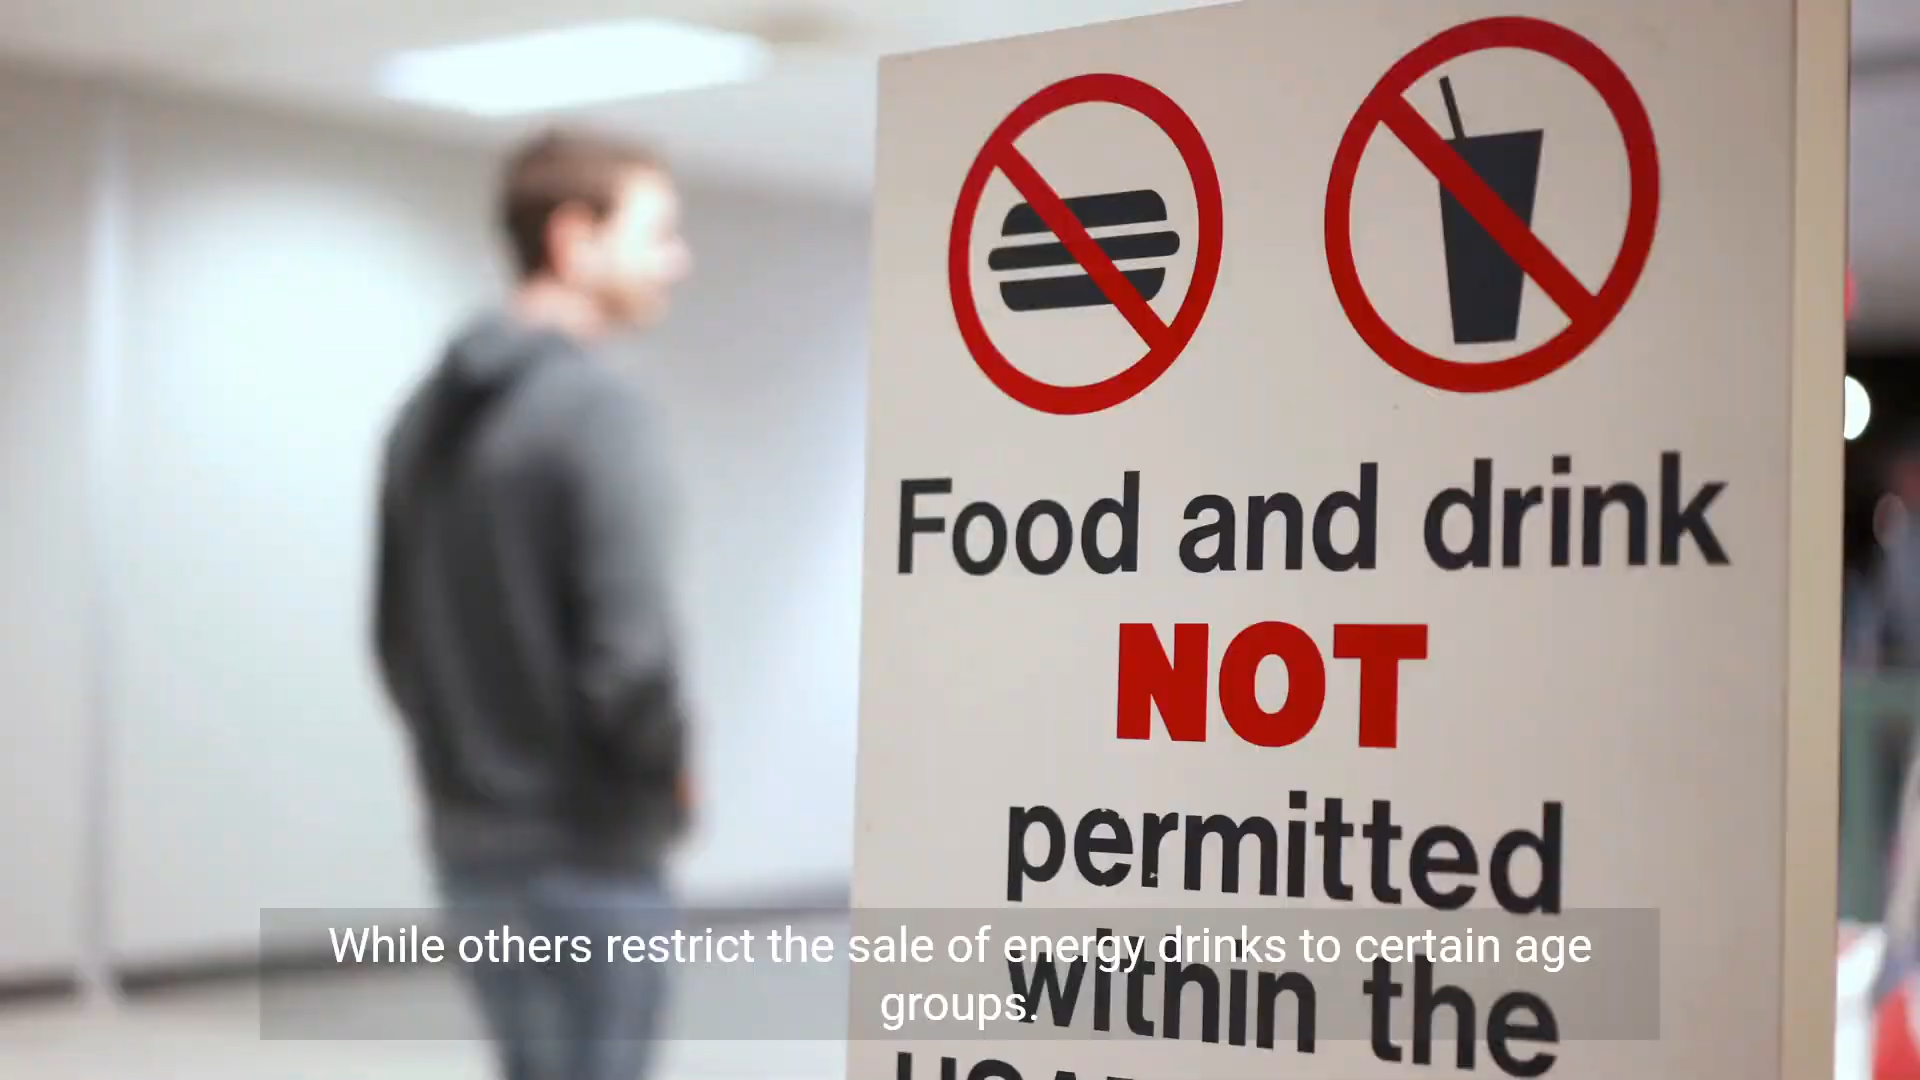 Food and drink
NOT
permitted
within the
While others restrict the sale of energy drinks to certain age
groups.